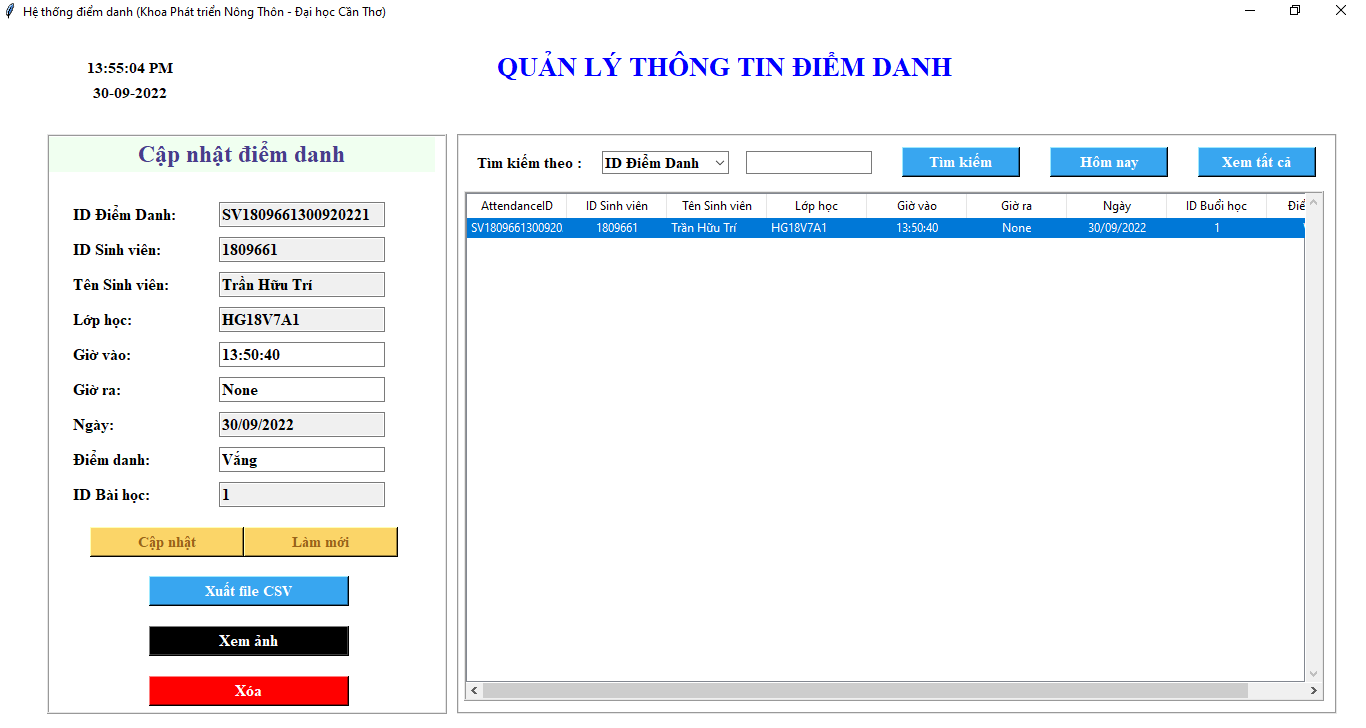 Hệ thống điểm danh (Khoa Phát triển Nông Thôn - Đại học Cần Thơ)
13:55:04 PM
30-09-2022
QUẢN LÝ THÔNG TIN ĐIỂM DANH
Cập nhật điểm danh
ID Điểm Danh: SV1809661300920221
ID Sinh viên: 1809661
Tên Sinh viên: Trần Hữu Trí
Lớp học: HG18V7A1
Giờ vào: 13:50:40
Giờ ra: None
Ngày: 30/09/2022
Điểm danh: Vắng
ID Bài học: 1
Cập nhật Làm mới
Xuất file CSV
Xem ảnh
Xóa
Tìm kiếm theo : ID Điểm Danh Tìm kiếm Hôm nay Xem tất cả
AttendanceID ID Sinh viên Tên Sinh viên Lớp học Giờ vào Giờ ra Ngày ID Buổi học Điể
SV1809661300920 1809661 Trần Hữu Trí HG18V7A1 13:50:40 None 30/09/2022 1